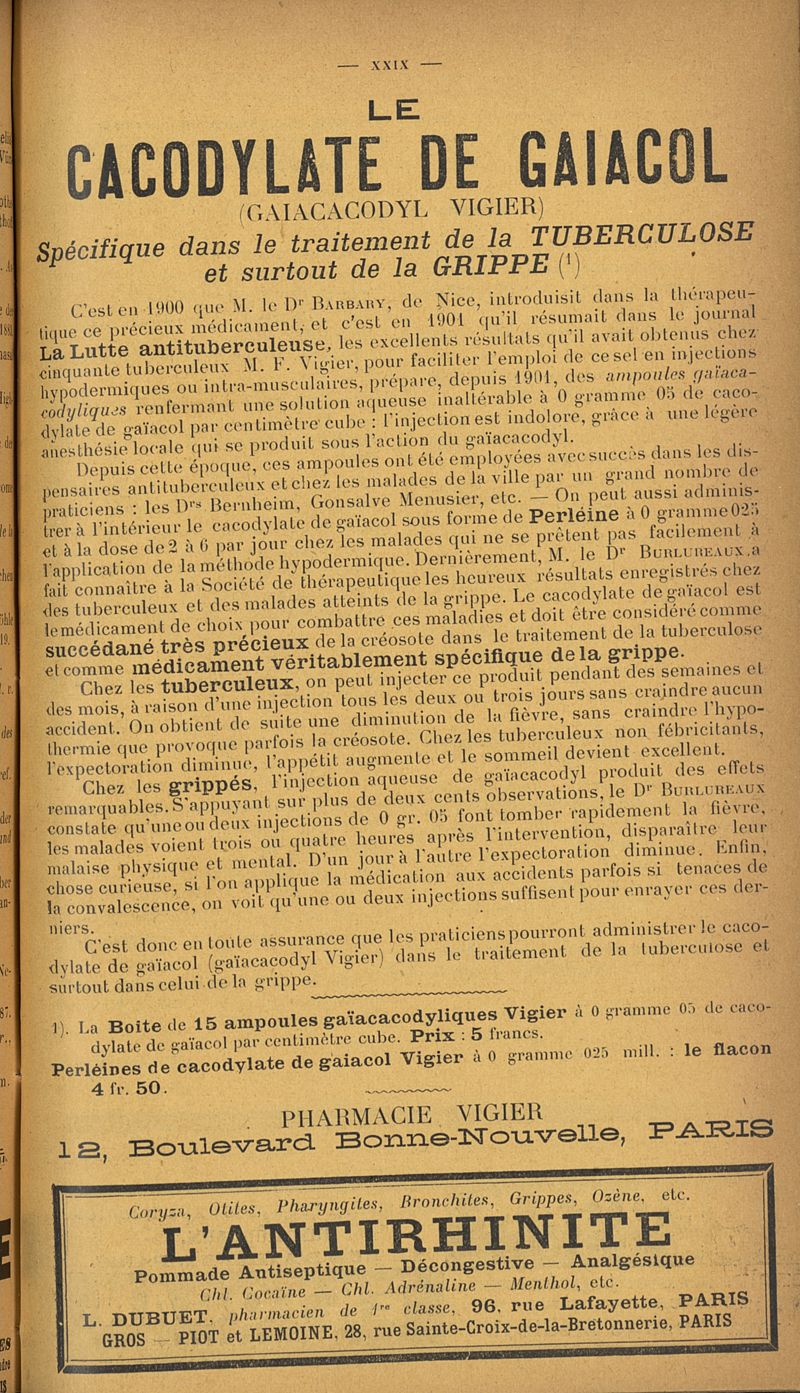 — XXIX —
LE
CACODYLATE DE GAIACOL
(GAIACACODYL VIGIER)
Spécifique dans le traitement de la TUBERCULOSE
et surtout de la GRIPPE (1)
C'est en 1900 que M. le Dr BARBARY, de Nice, introduisit dans la thérapeu-
tique ce précieux médicament, et c'est en 1901 qu'il résumait dans le journal
La Lutte antituberculeuse, les excellents résultats qu'il avait obtenus chez
cinquante tuberculeux M. F. Vigier, pour faciliter l'emploi de ce sel en injections
hypodermiques ou intra-musculaires, prépare, depuis 1901, des ampoules gaïaca-
codyliques renfermant une solution aqueuse inaltérable à 0 gramme 05 de caco-
dylate de gaïacol par centimètre cube : l'injection est indolore, grâce à une légère
anesthésie locale qui se produit sous l'action du gaïacacodyl.
Depuis cette époque, ces ampoules ont été employées avec succès dans les dis-
pensaires antituberculeux et chez les malades de la ville par un grand nombre de
praticiens : les Drs Bernheim, Gonsalve Menusier, etc. — On peut aussi adminis-
trer à l'intérieur le cacodylate de gaïacol sous forme de Perléine à 0 gramme 025
et à la dose de 2 à 6 par jour chez les malades qui ne se prêtent pas facilement à
l'application de la méthode hypodermique. Dernièrement, M. le Dr BURLUREAUX a
fait connaître à la Société de thérapeutique les heureux résultats enregistrés chez
des tuberculeux et des malades atteints de la grippe. Le cacodylate de gaïacol est
le médicament de choix pour combattre ces maladies et doit être considéré comme
succédané très précieux de la créosote dans le traitement de la tuberculose
et comme médicament véritablement spécifique de la grippe.
Chez les tuberculeux, on peut injecter ce produit pendant des semaines et
des mois, à raison d'une injection tous les deux ou trois jours sans craindre aucun
accident. On obtient de suite une diminution de la fièvre, sans craindre l'hypo-
thermie que provoque parfois la créosote. Chez les tuberculeux non fébricitants,
l'expectoration diminue, l'appétit augmente et le sommeil devient excellent.
Chez les grippés, l'injection aqueuse de gaïacacodyl produit des effets
remarquables. S'appuyant sur plus de deux cents observations, le Dr BURLUREAUX
constate qu'une ou deux injections de 0 gr. 05 font tomber rapidement la fièvre,
les malades voient trois ou quatre heures après l'intervention, disparaître leur
malaise physique et mental. D'un jour à l'autre l'expectoration diminue. Enfin,
chose curieuse, si l'on applique la médication aux accidents parfois si tenaces de
la convalescence, on voit qu'une ou deux injections suffisent pour enrayer ces der-
niers.
C'est donc en toute assurance que les praticiens pourront administrer le caco-
dylate de gaïacol (gaïacacodyl Vigier) dans le traitement de la tuberculose et
surtout dans celui de la grippe.
1). La Boite de 15 ampoules gaïacacodyliques Vigier à 0 gramme 05 de caco-
dylate de gaïacol par centimètre cube. Prix : 5 francs.
Perléines de cacodylate de gaïacol Vigier à 0 gramme 025 mill. : le flacon
4 fr. 50.
PHARMACIE VIGIER
12, Boulevard Bonne-Nouvelle, PARIS
Coryza, Otites, Pharyngites, Bronchites, Grippes, Ozène, etc.
L'ANTIRHINITE
Pommade Antiseptique — Décongestive — Analgésique
Chl. Cocaïne — Chl. Adrénaline — Menthol, etc.
L. DUBUET, pharmacien de 1re classe, 96, rue Lafayette, PARIS
GROS — PIOT et LEMOINE, 28, rue Sainte-Croix-de-la-Bretonnerie, PARIS